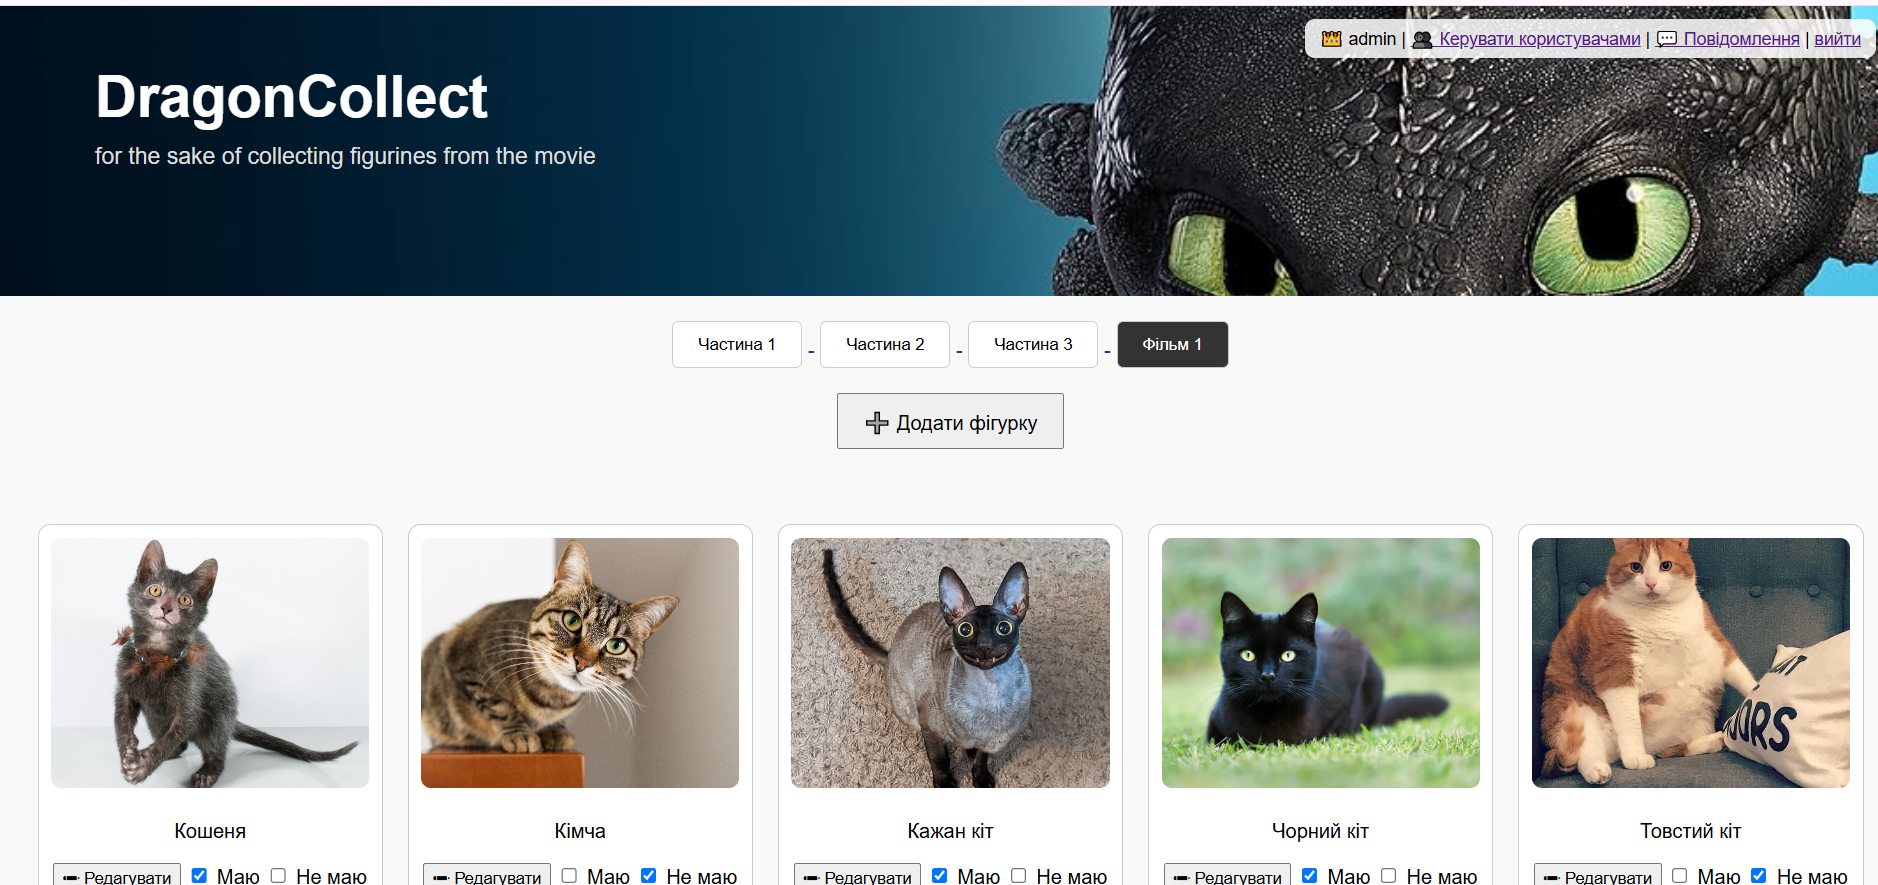 admin | Керувати користувачами | Повідомлення | вийти
DragonCollect
for the sake of collecting figurines from the movie
Частина 1 - Частина 2 - Частина 3 - Фільм 1
Додати фігурку
Кошеня
Кімча
Кажан кіт
Чорний кіт
Товстий кіт
Редагувати Маю Не маю
Редагувати Маю Не маю
Редагувати Маю Не маю
Редагувати Маю Не маю
Редагувати Маю Не маю